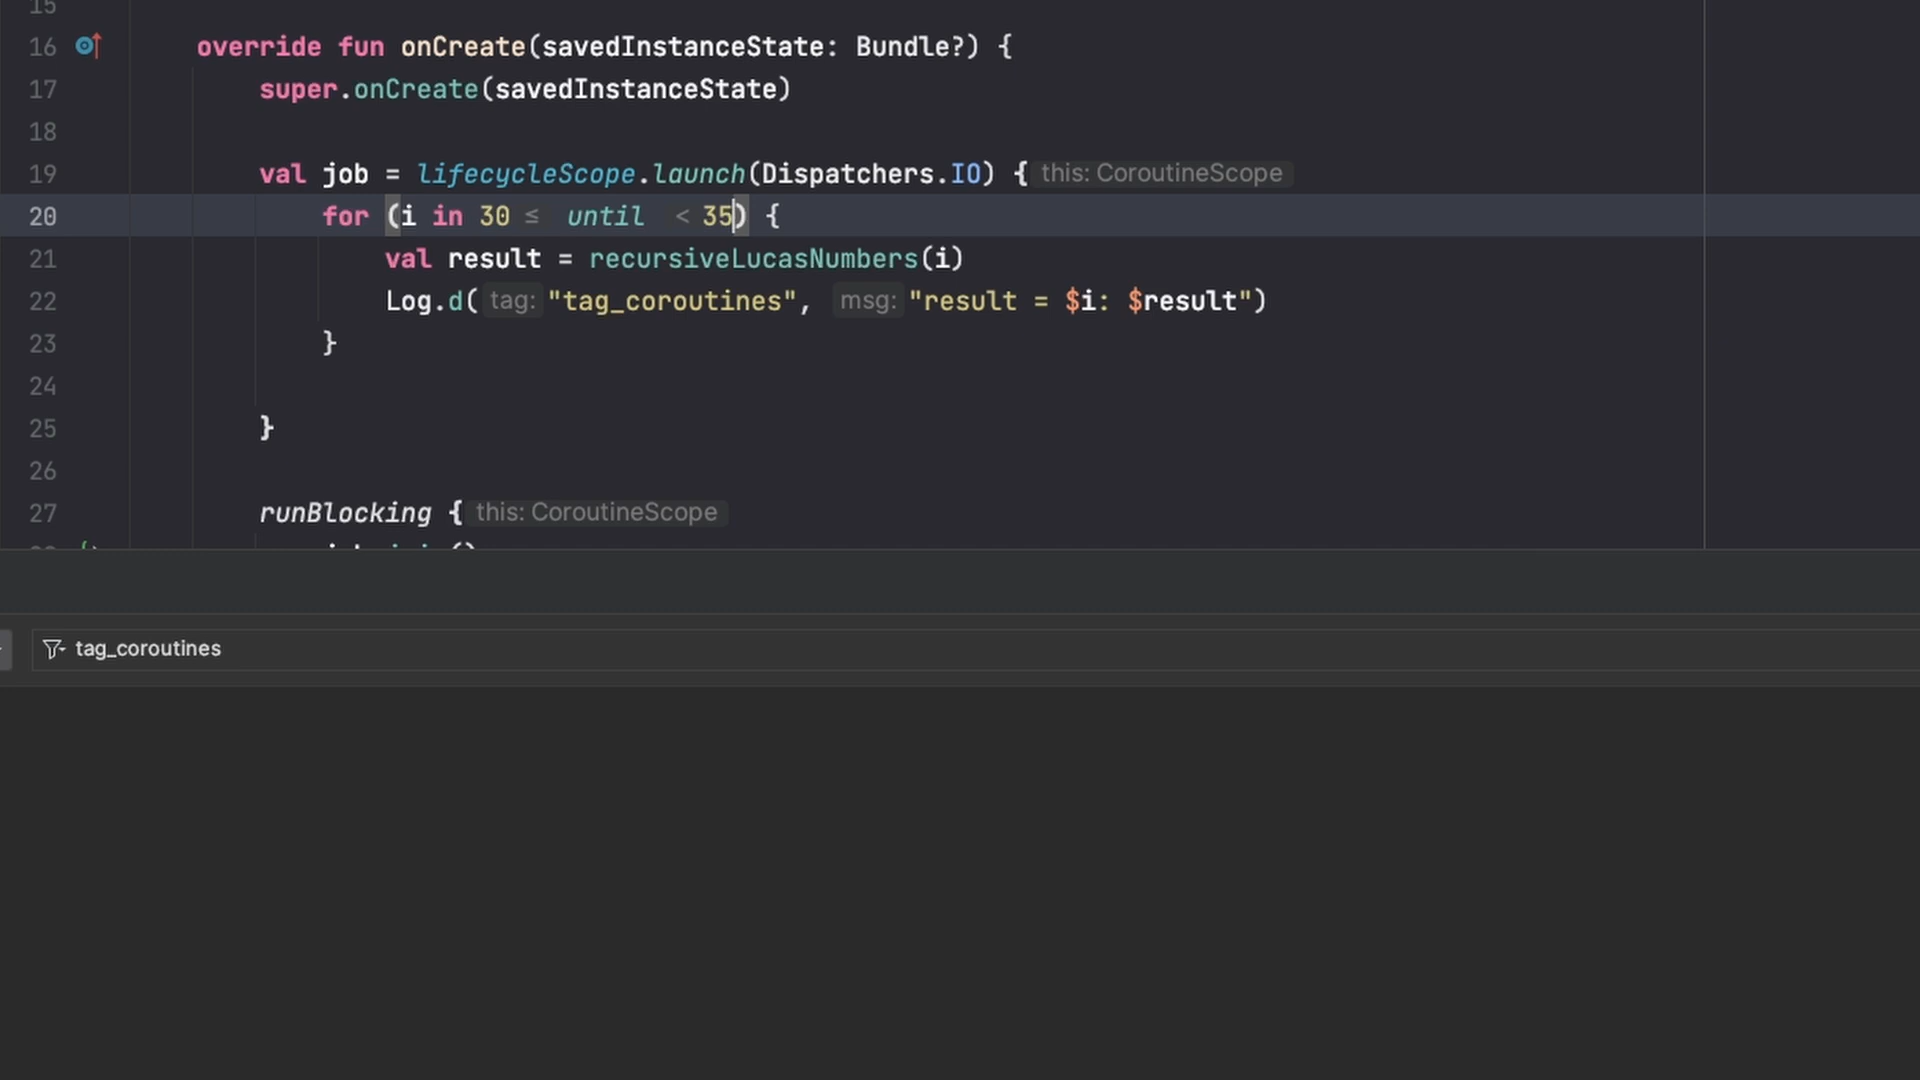 15
16 override fun onCreate(savedInstanceState: Bundle?) {
17 super.onCreate(savedInstanceState)
18
19 val job = lifecycleScope.launch(Dispatchers.IO) { this: CoroutineScope
20 for (i in 30 ≤ until < 35) {
21 val result = recursiveLucasNumbers(i)
22 Log.d( tag: "tag_coroutines", msg: "result = $i: $result")
23 }
24
25 }
26
27 runBlocking { this: CoroutineScope
tag_coroutines